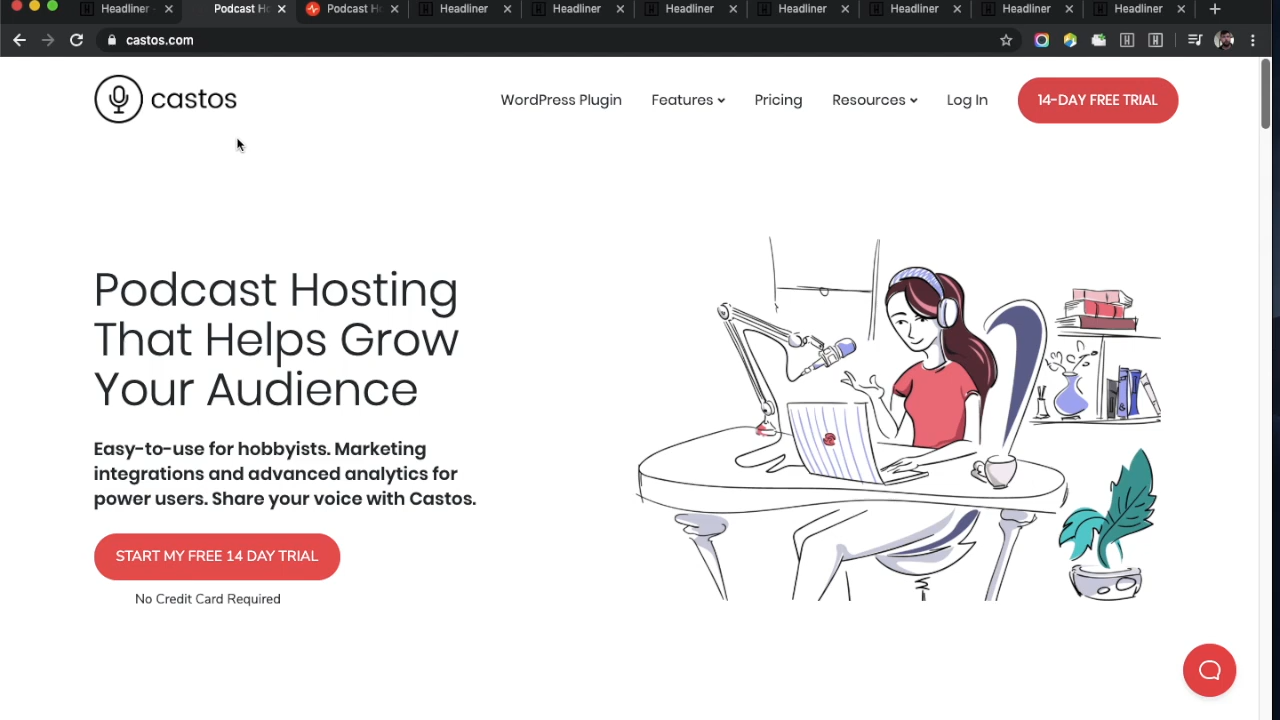 Headliner
Podcast Ho
Podcast Ho
Headliner
Headliner
Headliner
Headliner
Headliner
Headliner
Headliner
castos.com
castos
WordPress Plugin
Features
Pricing
Resources
Log In
14-DAY FREE TRIAL
Podcast Hosting
That Helps Grow
Your Audience
Easy-to-use for hobbyists. Marketing
integrations and advanced analytics for
power users. Share your voice with Castos.
START MY FREE 14 DAY TRIAL
No Credit Card Required